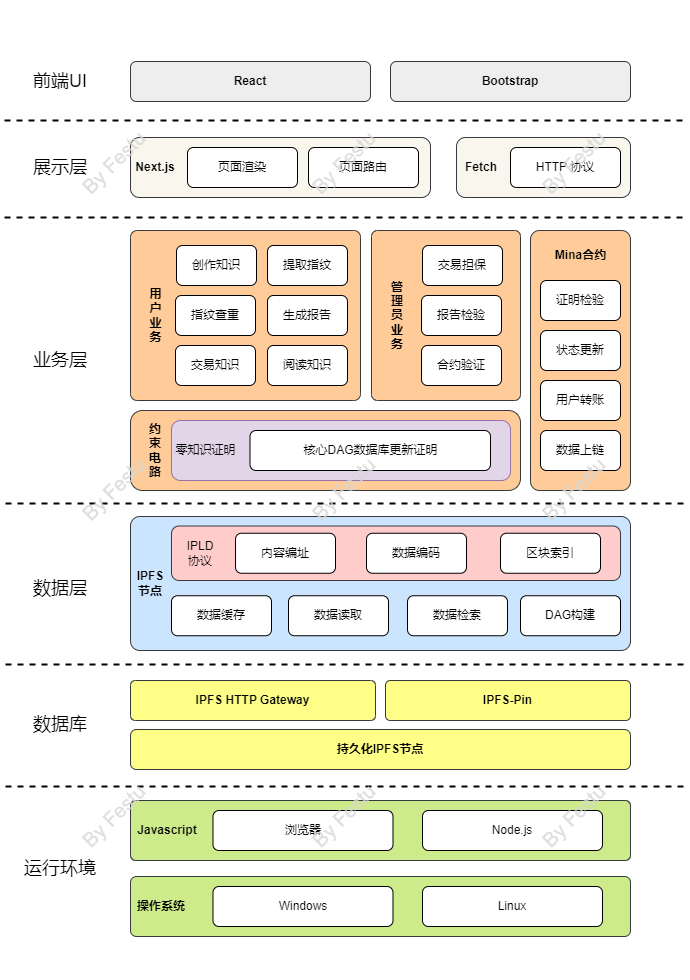 前端UI
React
Bootstrap
展示层
Next.js
页面渲染
页面路由
Fetch
HTTP 协议
By Festu
By Festu
By Festu
业务层
用户业务
创作知识
提取指纹
指纹查重
生成报告
交易知识
阅读知识
管理员业务
交易担保
报告检验
合约验证
Mina合约
证明检验
状态更新
用户转账
数据上链
约束电路
零知识证明
核心DAG数据库更新证明
By Festu
By Festu
By Festu
数据层
IPFS
节点
IPLD
协议
内容编址
数据编码
区块索引
数据缓存
数据读取
数据检索
DAG构建
数据库
IPFS HTTP Gateway
IPFS-Pin
持久化IPFS节点
运行环境
Javascript
浏览器
Node.js
By Festu
By Festu
By Festu
操作系统
Windows
Linux